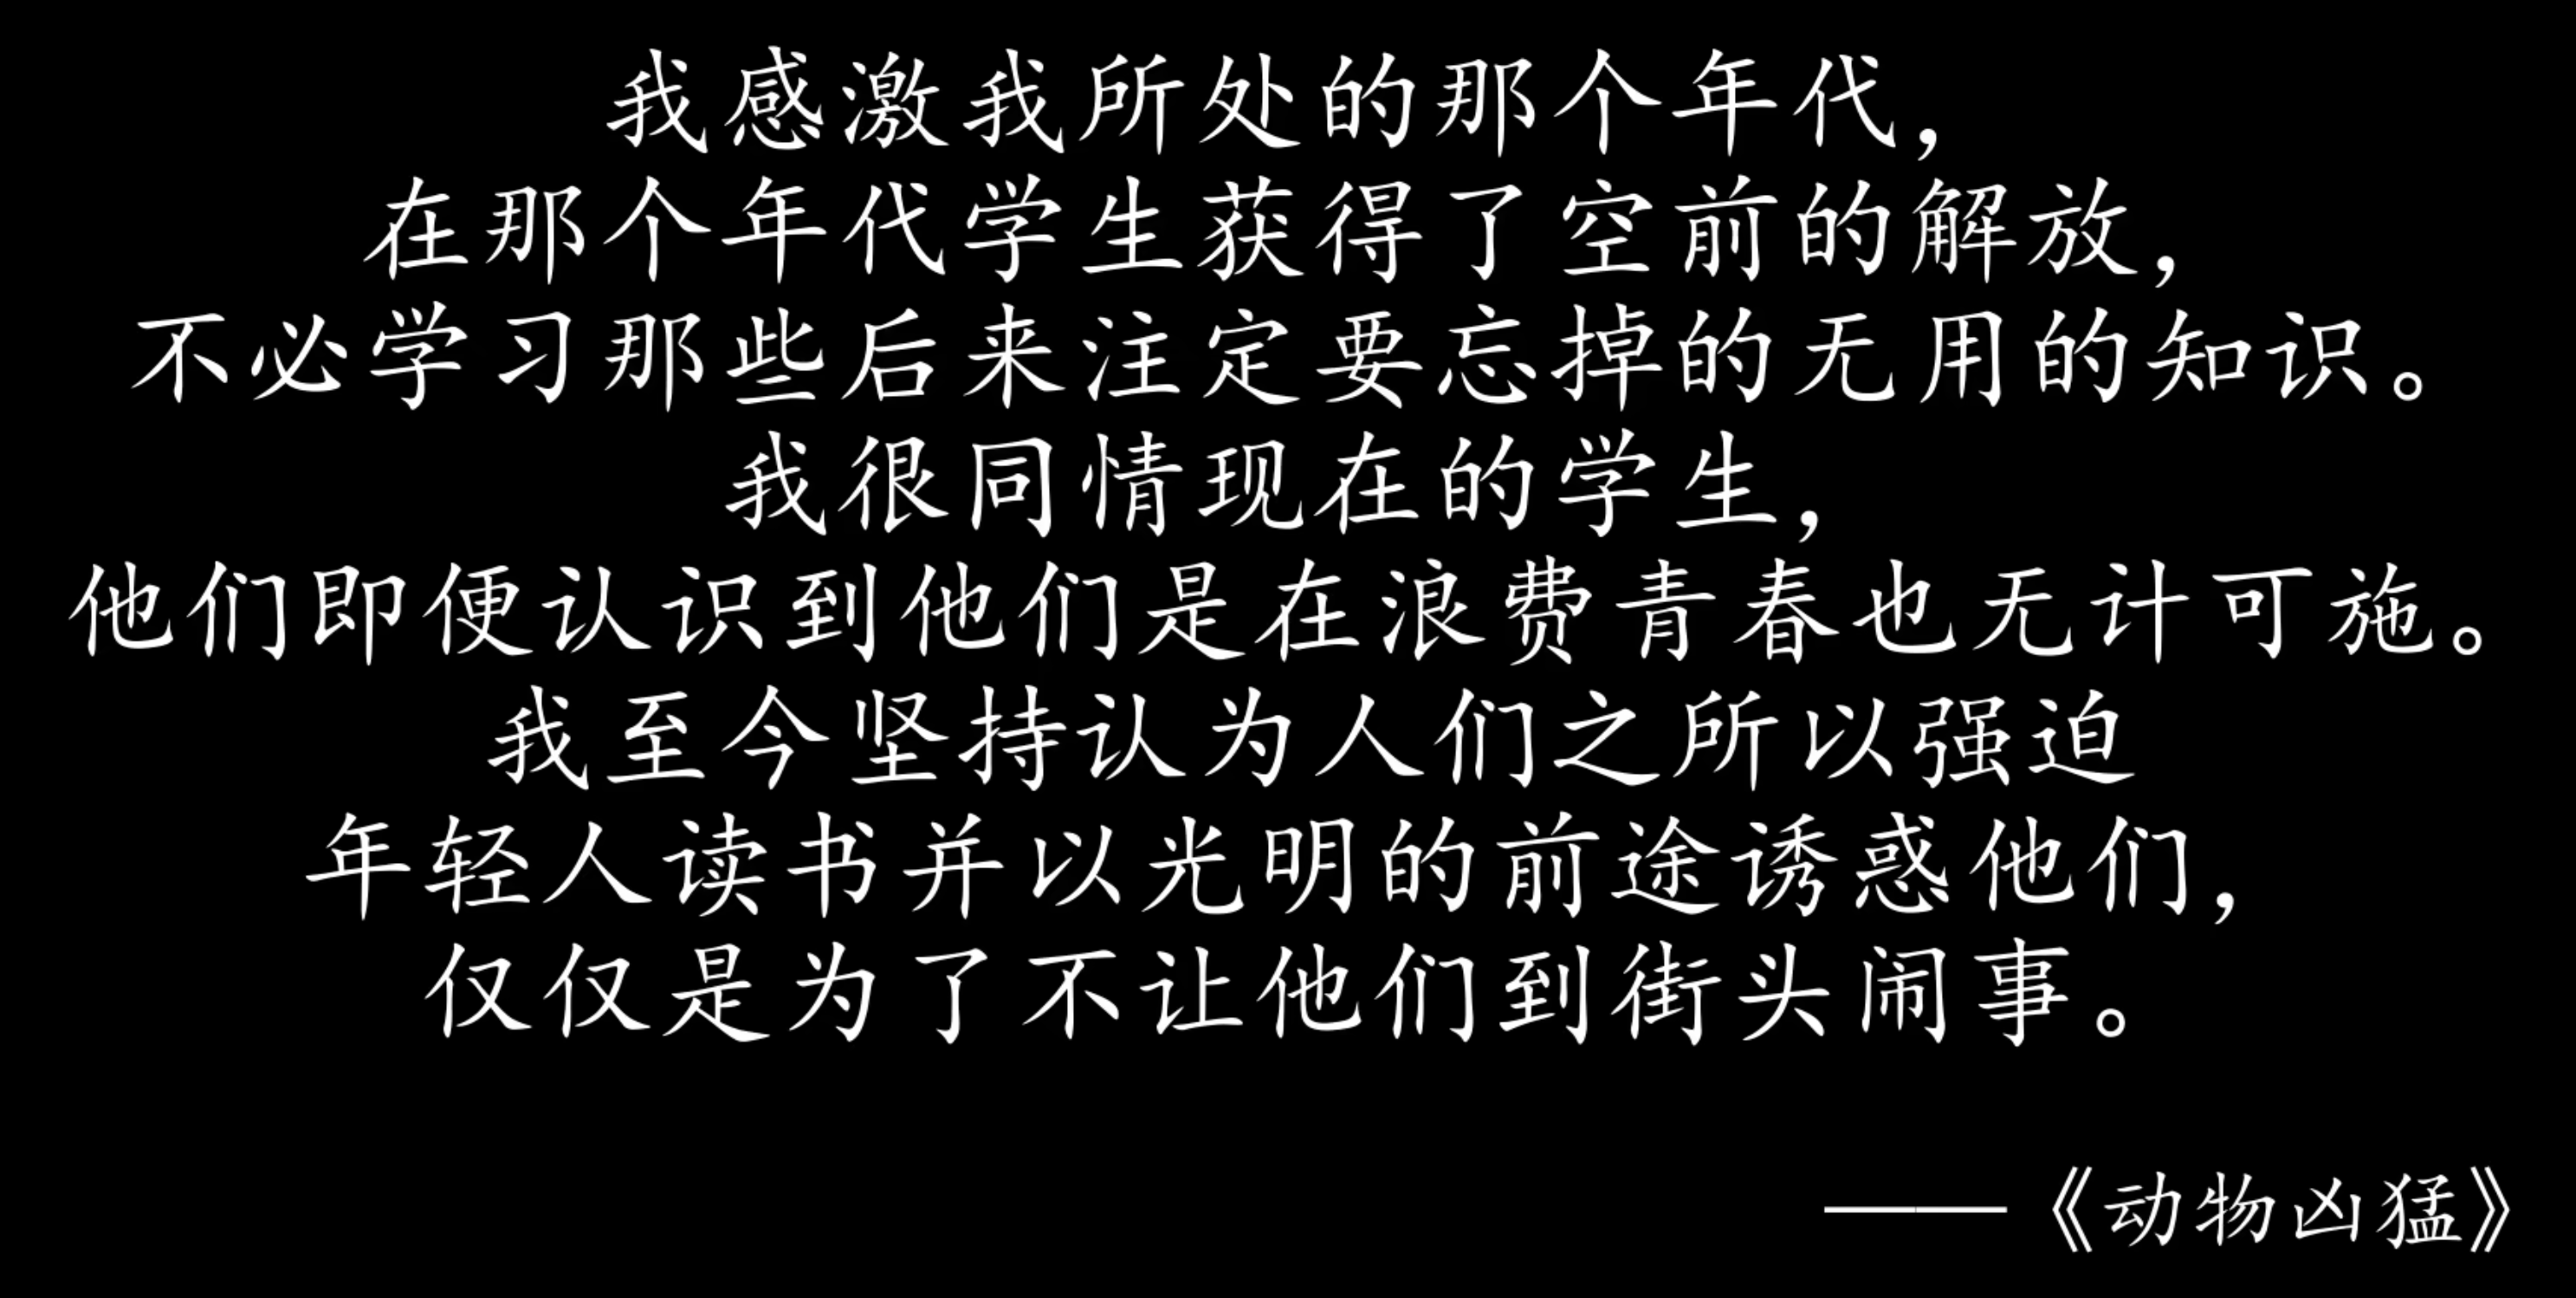 我感激我所处的那个年代，
在那个年代学生获得了空前的解放，
不必学习那些后来注定要忘掉的无用的知识。
我很同情现在的学生，
他们即便认识到他们是在浪费青春也无计可施。
我至今坚持认为人们之所以强迫
年轻人读书并以光明的前途诱惑他们，
仅仅是为了不让他们到街头闹事。
——《动物凶猛》